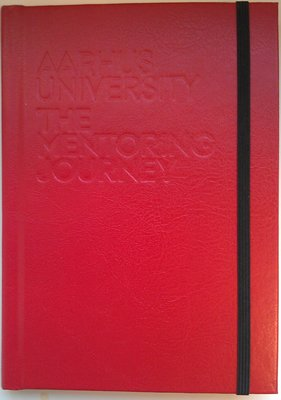 AARHUS
UNIVERSITY
THE
MENTORING
JOURNEY